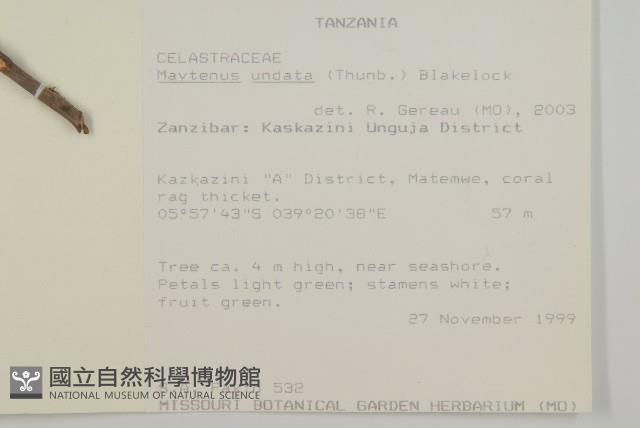 TANZANIA
CELASTRACEAE
Maytenus undata (Thunb.) Blakelock
det. R. Gereau (MO), 2003
Zanzibar: Kaskazini Unguja District
Kazkazini "A" District, Matemwe, coral
rag thicket.
05°57'43"S 039°20'38"E 57 m
Tree ca. 4 m high, near seashore.
Petals light green; stamens white;
fruit green.
27 November 1999
532
MISSOURI BOTANICAL GARDEN HERBARIUM (MO)
國立自然科學博物館
NATIONAL MUSEUM OF NATURAL SCIENCE